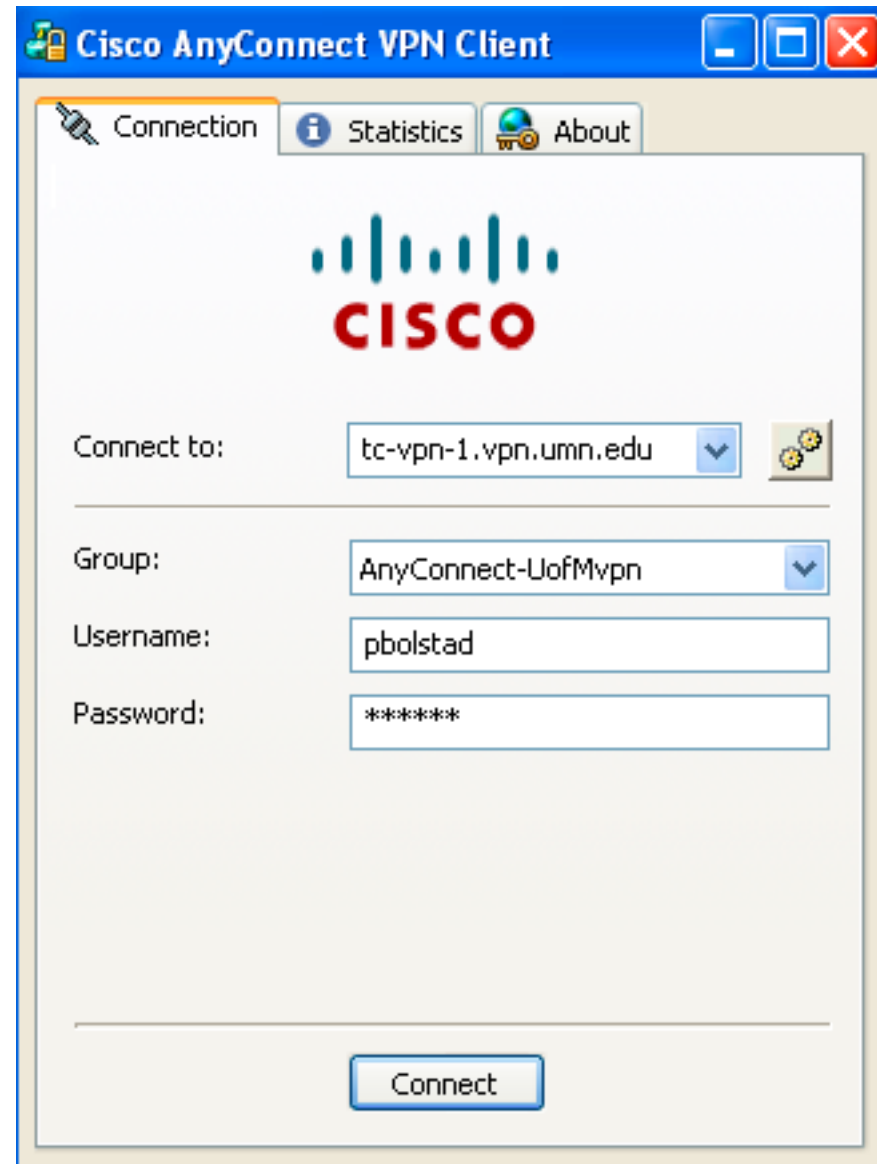 Cisco AnyConnect VPN Client
Connection Statistics About
CISCO
Connect to: tc-vpn-1.vpn.umn.edu
Group: AnyConnect-UofMvpn
Username: pbolstad
Password: ******
Connect